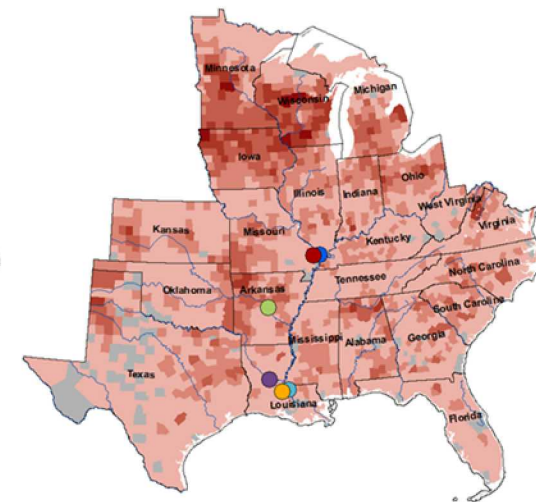 Minnesota
Wisconsin
Michigan
Iowa
Illinois
Indiana
Ohio
West Virginia
Virginia
Kansas
Missouri
Kentucky
North Carolina
Tennessee
Oklahoma
Arkansas
South Carolina
Mississippi
Alabama
Georgia
Texas
Louisiana
Florida